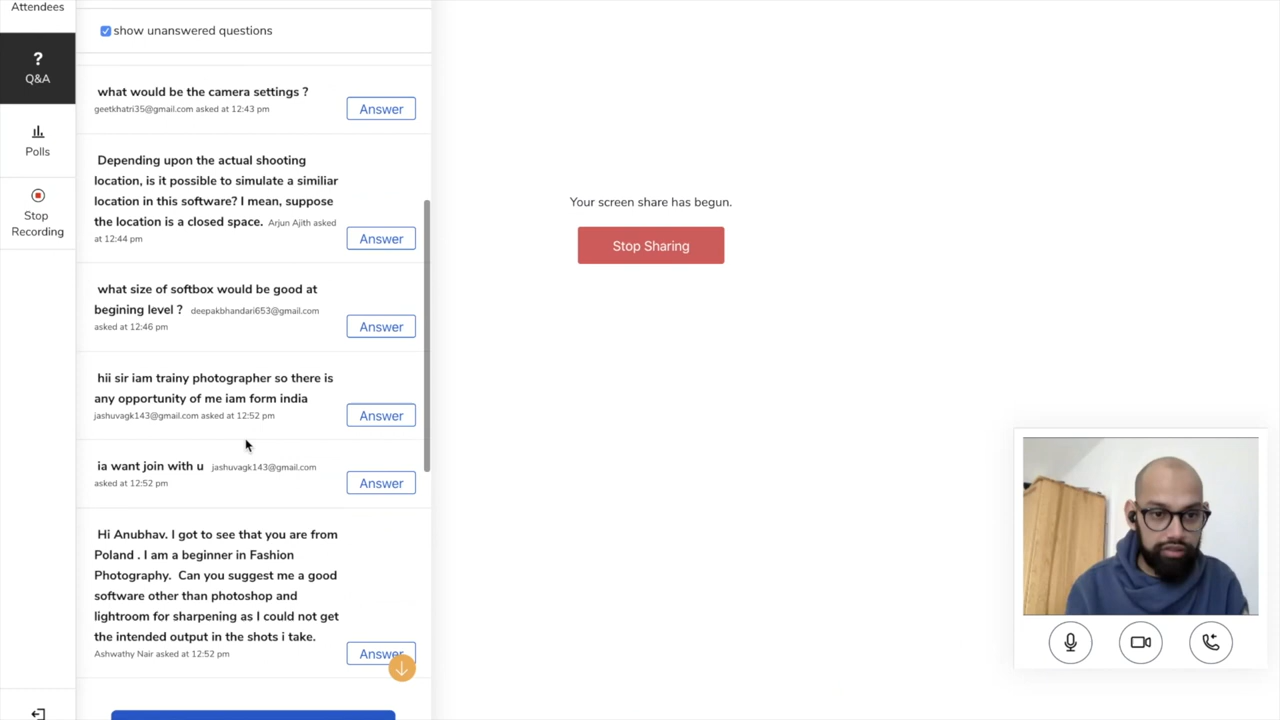 Attendees
show unanswered questions
?
Q&A
what would be the camera settings ?
geetkhatri35@gmail.com asked at 12:43 pm
Answer
Polls
Depending upon the actual shooting
location, is it possible to simulate a similiar
location in this software? I mean, suppose
the location is a closed space. Arjun Ajith asked
at 12:44 pm
Answer
Stop
Recording
Your screen share has begun.
Stop Sharing
what size of softbox would be good at
begining level ? deepakbhandari653@gmail.com
asked at 12:46 pm
Answer
hii sir iam trainy photographer so there is
any opportunity of me iam form india
jashuvagk143@gmail.com asked at 12:52 pm
Answer
ia want join with u jashuvagk143@gmail.com
asked at 12:52 pm
Answer
Hi Anubhav. I got to see that you are from
Poland . I am a beginner in Fashion
Photography. Can you suggest me a good
software other than photoshop and
lightroom for sharpening as I could not get
the intended output in the shots i take.
Ashwathy Nair asked at 12:52 pm
Answer